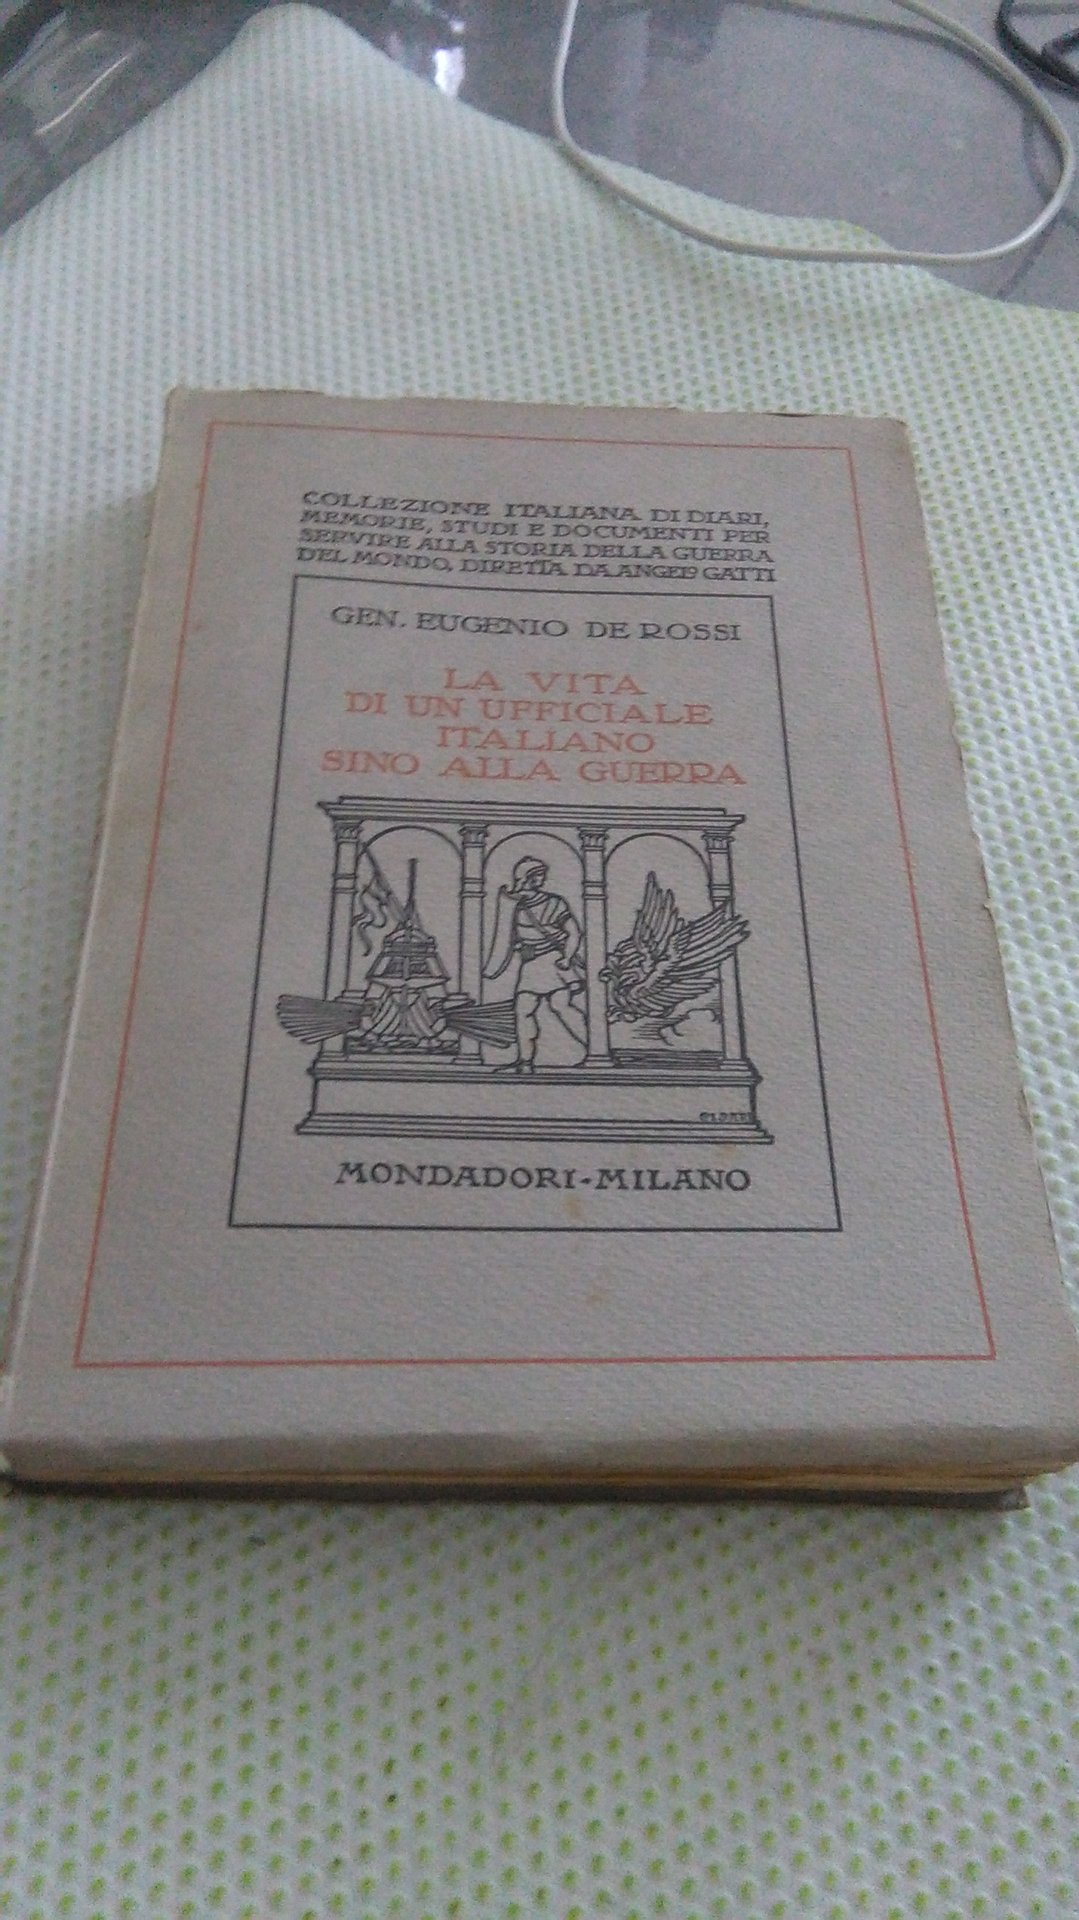 COLLEZIONE ITALIANA DI DIARI,
MEMORIE, STUDI E DOCUMENTI PER
SERVIRE ALLA STORIA DELLA GUERRA
DEL MONDO, DIRETTA DA ANGELO GATTI
GEN. EUGENIO DE ROSSI
LA VITA
DI UN UFFICIALE
ITALIANO
SINO ALLA GUERRA
MONDADORI-MILANO